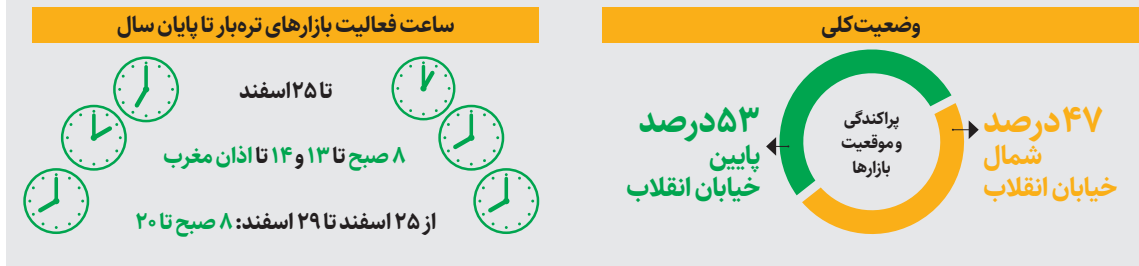 وضعیت کلی
۴۷ درصد
شمال
خیابان انقلاب
پراکندگی
و موقعیت
بازارها
۵۳ درصد
پایین
خیابان انقلاب
ساعت فعالیت بازارهای تره‌بار تا پایان سال
تا ۲۵ اسفند
۸ صبح تا ۱۳ و ۱۴ تا اذان مغرب
از ۲۵ اسفند تا ۲۹ اسفند: ۸ صبح تا ۲۰